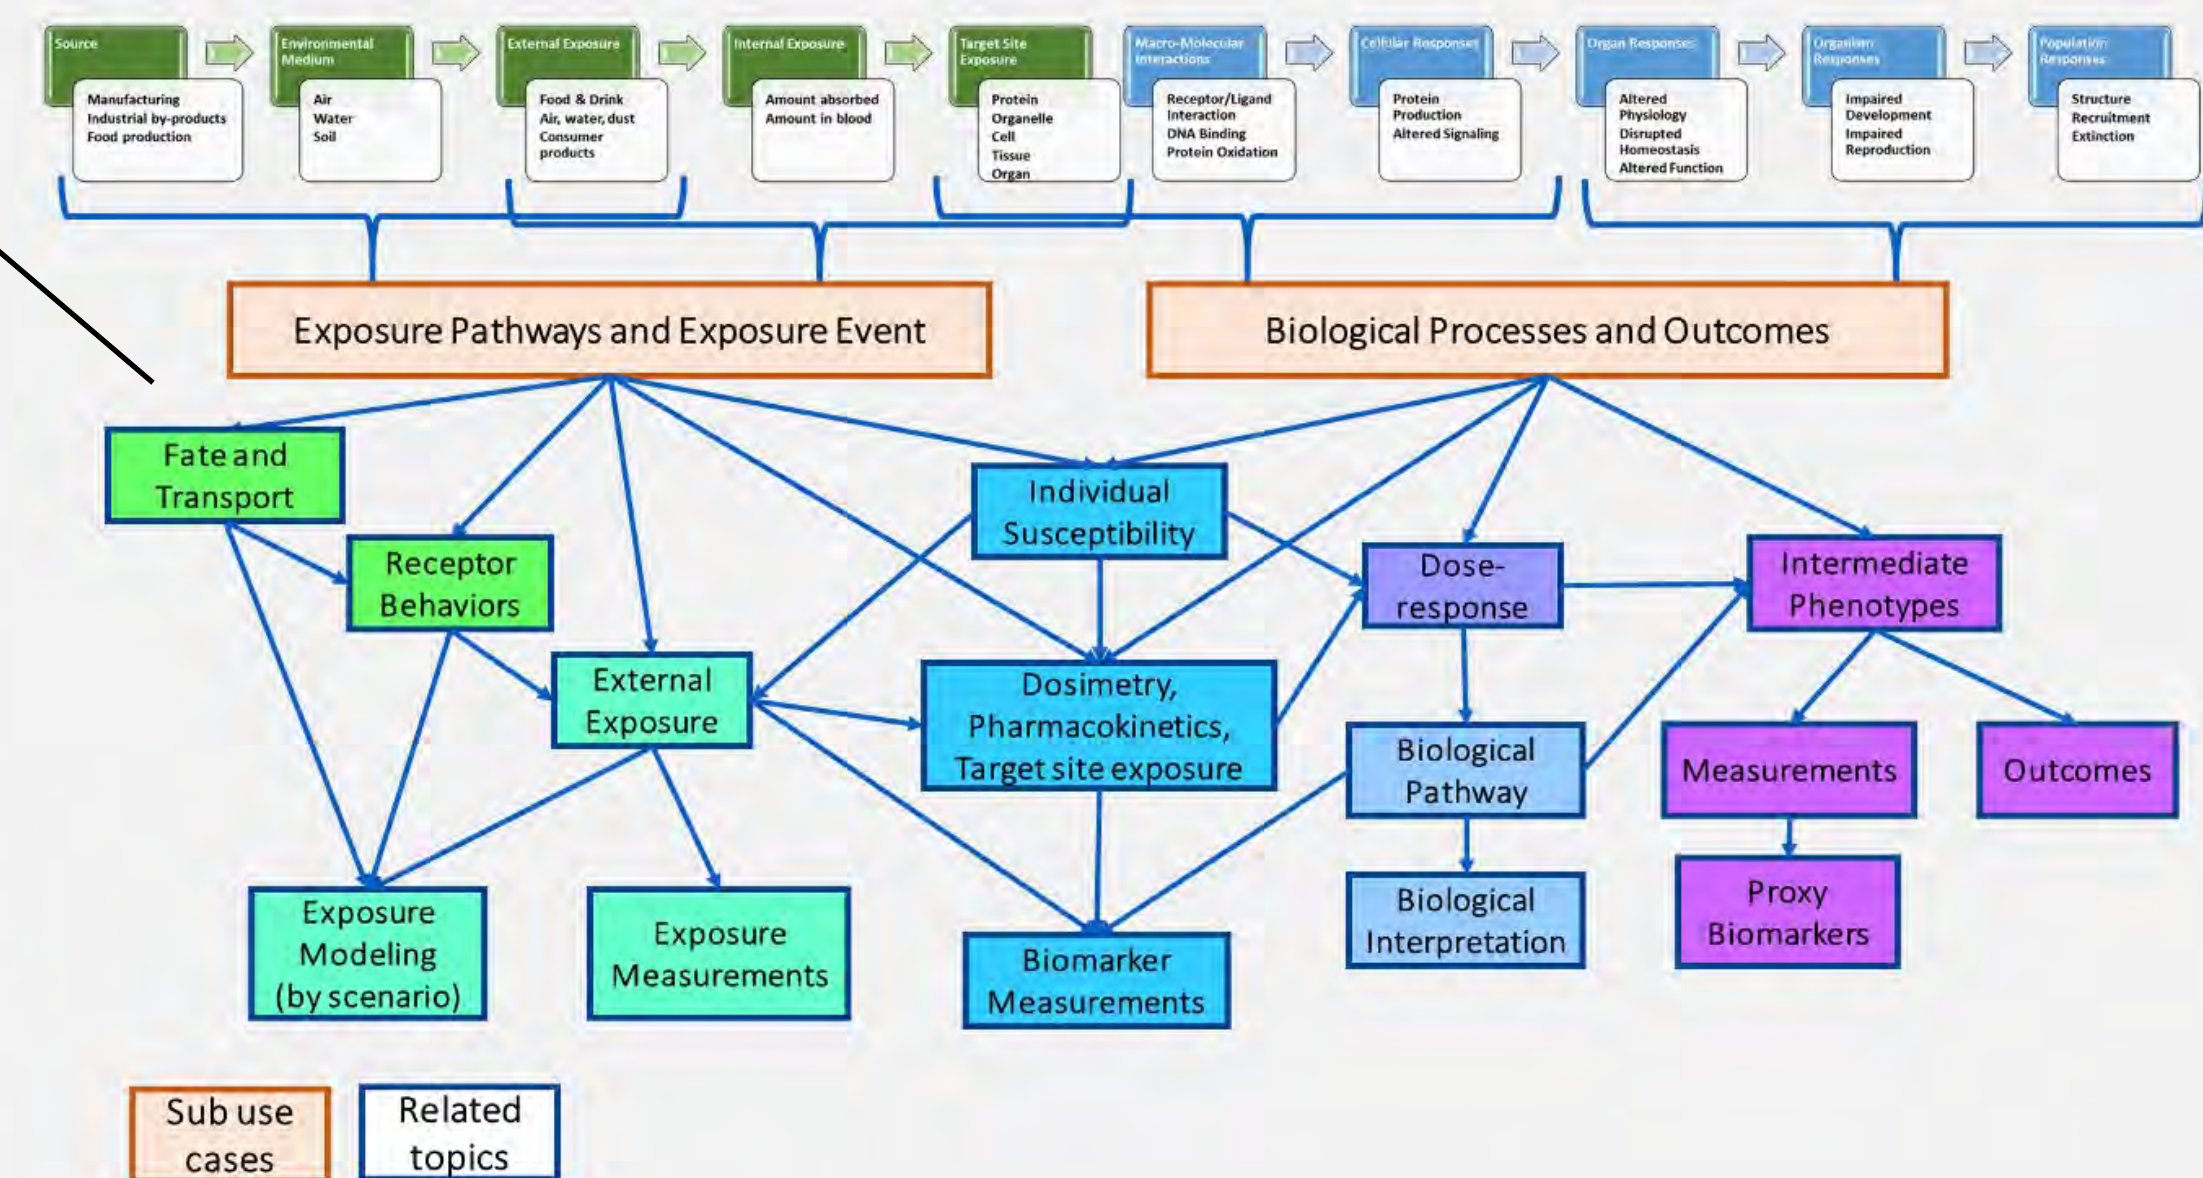 Source
Manufacturing
Industrial by-products
Food production
Environmental
Medium
Air
Water
Soil
External Exposure
Food & Drink
Air, water, dust
Consumer
products
Internal Exposure
Amount absorbed
Amount in blood
Target Site
Exposure
Protein
Organelle
Cell
Tissue
Organ
Macro-Molecular
Interactions
Receptor/Ligand
Interaction
DNA Binding
Protein Oxidation
Cellular Responses
Protein
Production
Altered Signaling
Organ Responses
Altered
Physiology
Disrupted
Homeostasis
Altered Function
Organism
Responses
Impaired
Development
Impaired
Reproduction
Population
Responses
Structure
Recruitment
Extinction
Exposure Pathways and Exposure Event
Biological Processes and Outcomes
Fate and
Transport
Receptor
Behaviors
External
Exposure
Individual
Susceptibility
Dosimetry,
Pharmacokinetics,
Target site exposure
Dose-
response
Intermediate
Phenotypes
Biological
Pathway
Measurements
Outcomes
Exposure
Modeling
(by scenario)
Exposure
Measurements
Biomarker
Measurements
Biological
Interpretation
Proxy
Biomarkers
Sub use
cases
Related
topics